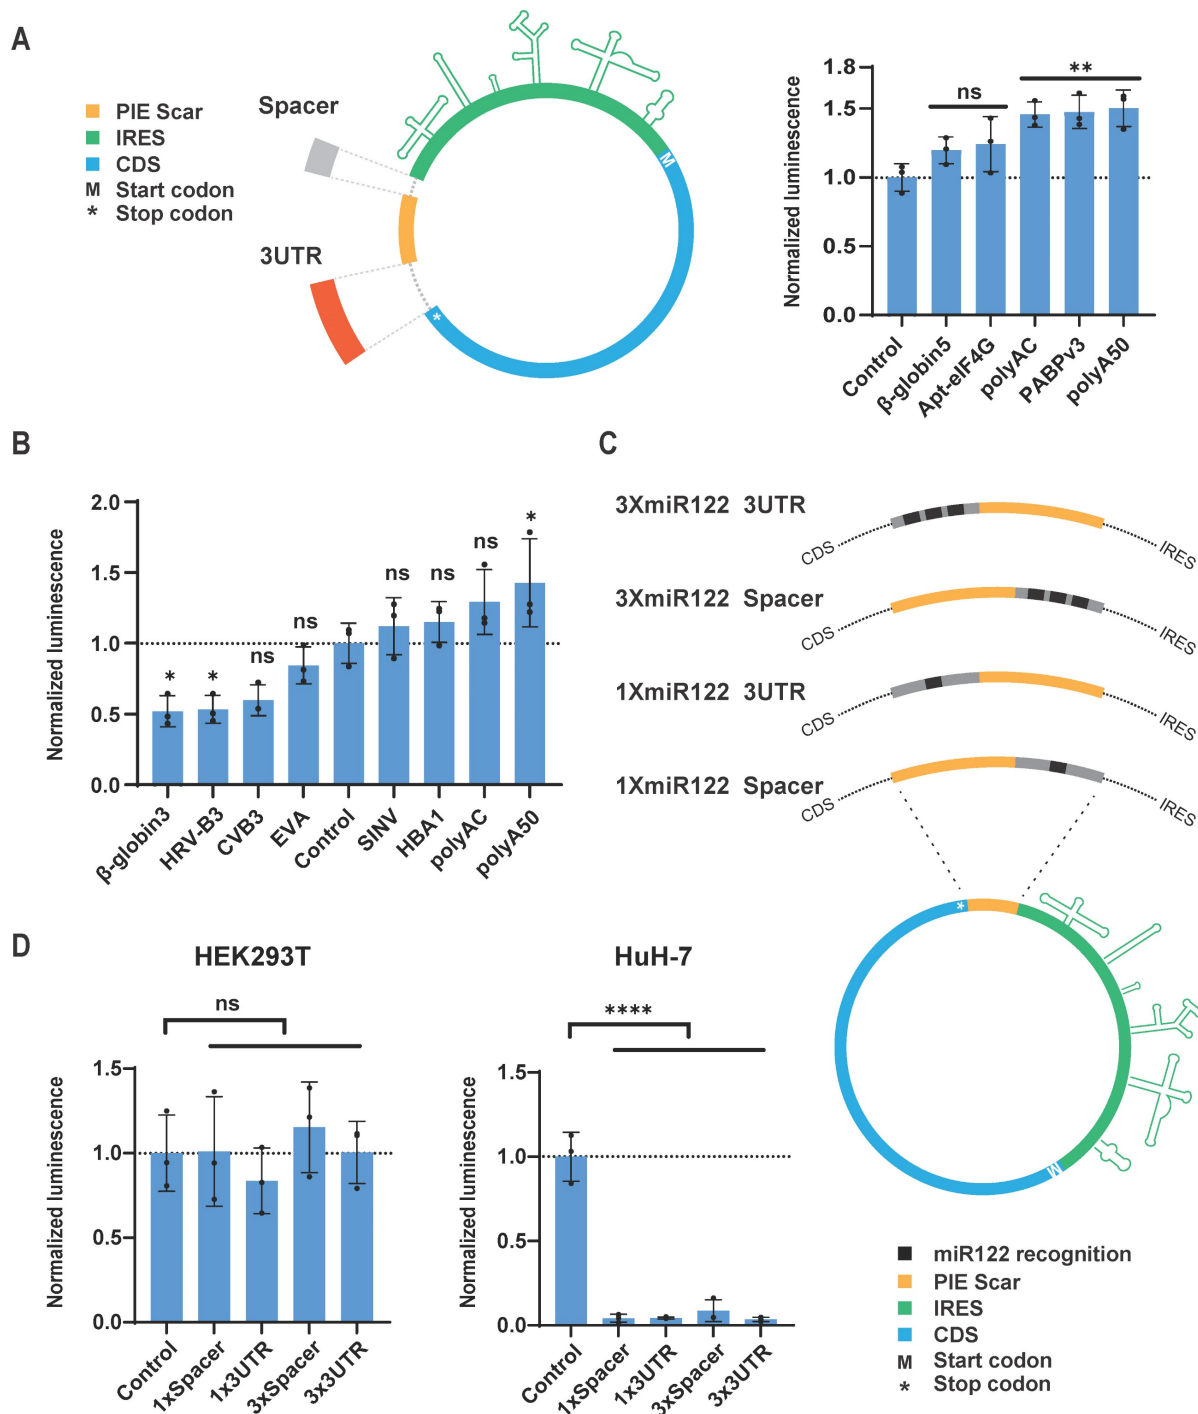 A
Spacer
PIE Scar
IRES
CDS
M Start codon
* Stop codon
3UTR
M
*
Normalized luminescence
1.8
1.5
1.0
0.5
0.0
ns
**
Control
β-globin5
Apt-eIF4G
polyAC
PABPv3
polyA50
B
Normalized luminescence
2.0
1.5
1.0
0.5
0.0
*
*
ns
ns
ns
ns
ns
*
β-globin3
HRV-B3
CVB3
EVA
Control
SINV
HBA1
polyAC
polyA50
C
3XmiR122 3UTR
CDS
IRES
3XmiR122 Spacer
CDS
IRES
1XmiR122 3UTR
CDS
IRES
1XmiR122 Spacer
CDS
IRES
*
M
miR122 recognition
PIE Scar
IRES
CDS
M Start codon
* Stop codon
D
HEK293T
ns
Normalized luminescence
1.5
1.0
0.5
0.0
Control
1xSpacer
1x3UTR
3xSpacer
3x3UTR
HuH-7
****
Normalized luminescence
1.5
1.0
0.5
0.0
Control
1xSpacer
1x3UTR
3xSpacer
3x3UTR